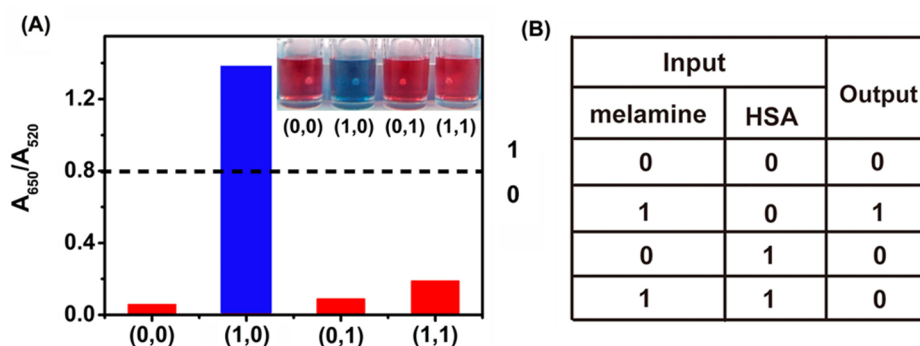 (A)
A650/A520
1.2
0.8
0.4
0.0
(0,0) (1,0) (0,1) (1,1)
(0,0) (1,0) (0,1) (1,1)
1
0
(B)
Input Output
melamine HSA
0 0 0
1 0 1
0 1 0
1 1 0